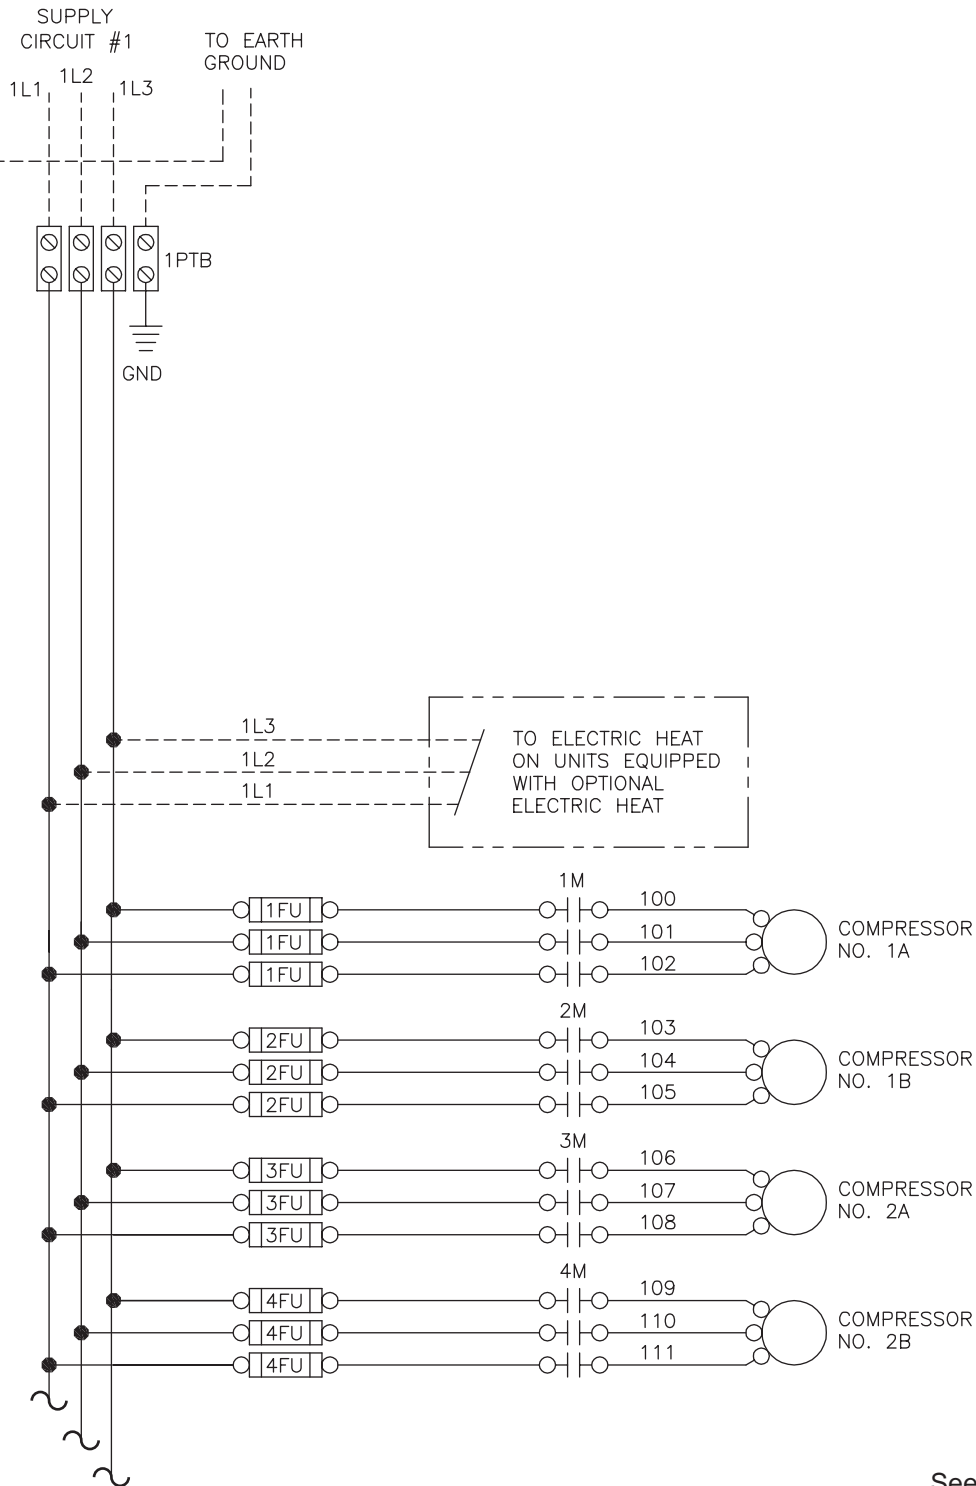 SUPPLY
CIRCUIT #1
TO EARTH
GROUND
1L1
1L2
1L3
1PTB
GND
1L3
1L2
1L1
TO ELECTRIC HEAT
ON UNITS EQUIPPED
WITH OPTIONAL
ELECTRIC HEAT
1M
1FU
100
1FU
101
1FU
102
COMPRESSOR
NO. 1A
2M
2FU
103
2FU
104
2FU
105
COMPRESSOR
NO. 1B
3M
3FU
106
3FU
107
3FU
108
COMPRESSOR
NO. 2A
4M
4FU
109
4FU
110
4FU
111
COMPRESSOR
NO. 2B
See